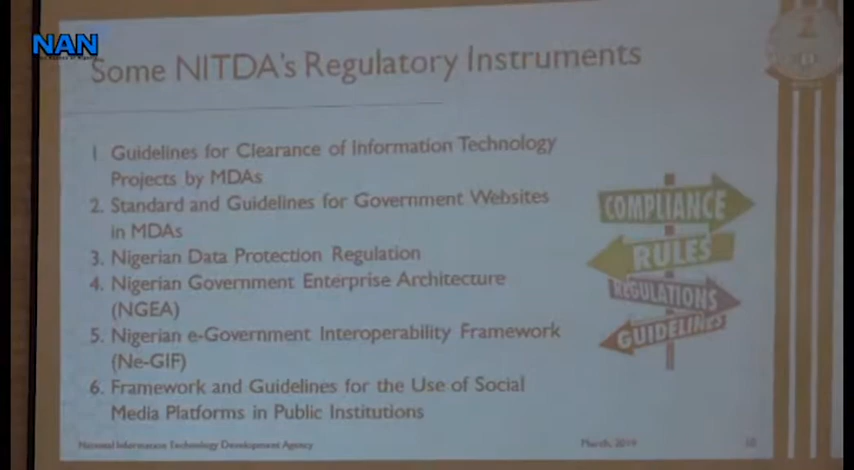 NAN
Some NITDA's Regulatory Instruments
1 Guidelines for Clearance of Information Technology
Projects by MDAs
2. Standard and Guidelines for Government Websites
in MDAs
3. Nigerian Data Protection Regulation
4. Nigerian Government Enterprise Architecture
(NGEA)
5. Nigerian e-Government Interoperability Framework
(Ne-GIF)
6. Framework and Guidelines for the Use of Social
Media Platforms in Public Institutions
COMPLIANCE
RULES
REGULATIONS
GUIDELINES
National Information Technology Development Agency
March, 2019